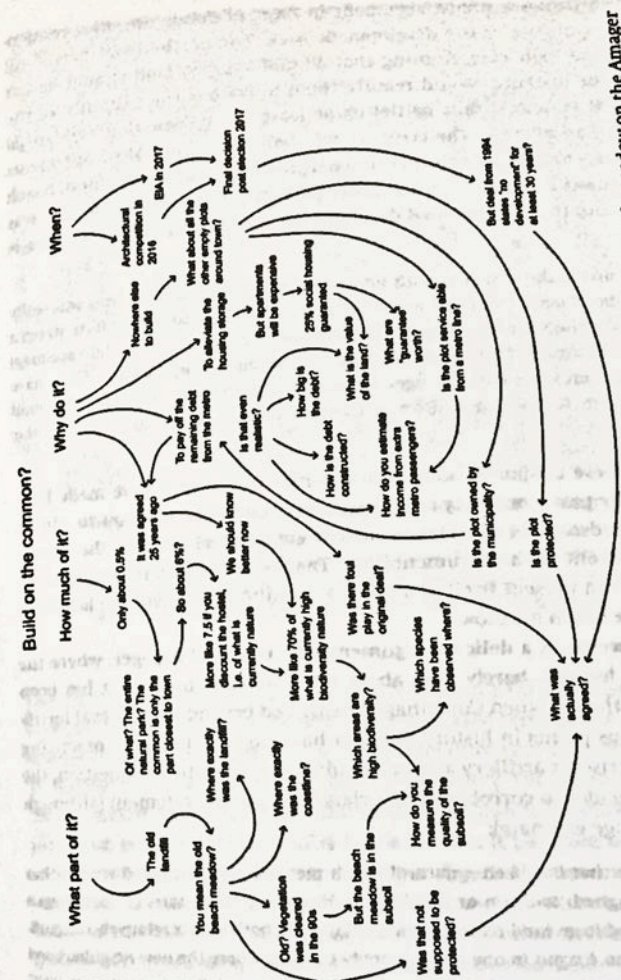 Build on the common?
What part of it?
The old
landfill
You mean the old
beach meadow?
Where exactly
was the landfill?
Where exactly
was the
coastline?
Old? Vegetation
was cleared
in the 90s
But the beach
meadow is in the
subsoil
How do you
measure the
quality of the
subsoil?
Was that not
supposed to be
protected?
How much of it?
Only about 0.5%
Of what? The entire
natural park? The
common is only the
part closest to town
So about 6%?
More like 7.5 if you
discount the hostel,
i.e. of what is
currently nature
More like 70% of
what is currently high
biodiversity nature
Which areas are
high biodiversity?
Which species
have been
observed where?
Why do it?
It was agreed
25 years ago
We should know
better now
Was there foul
play in the
original deal?
To pay off the
remaining debt
from the metro
Is that even
realistic?
How is the debt
constructed?
How big is
the debt?
What is the value
of the land?
How do you estimate
income from extra
metro passengers?
To alleviate the
housing storage
But apartments
will be expensive
25% social housing
guaranted
What are
"guarantees"
worth?
Nowhere else
to build
What about all the
other empty plots
around town?
Is the plot service able
from a metro line?
Is the plot owned by
the municipality?
Is the plot
protected?
What was
actually
agreed?
When?
Architectural
competition in
2016
EIA in 2017
Final decision
post election 2017
But deal from 1994
states "no
development" for
at least 30 years?
meadow on the Amager